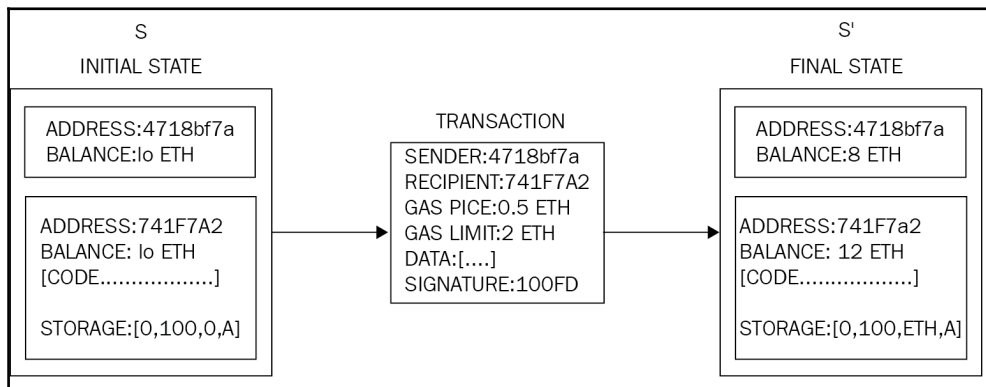 S
INITIAL STATE
ADDRESS:4718bf7a
BALANCE:lo ETH
ADDRESS:741F7A2
BALANCE: lo ETH
[CODE..................]
STORAGE:[0,100,0,A]
TRANSACTION
SENDER:4718bf7a
RECIPIENT:741F7A2
GAS PICE:0.5 ETH
GAS LIMIT:2 ETH
DATA:[....]
SIGNATURE:100FD
S'
FINAL STATE
ADDRESS:4718bf7a
BALANCE:8 ETH
ADDRESS:741F7a2
BALANCE: 12 ETH
[CODE..................]
STORAGE:[0,100,ETH,A]